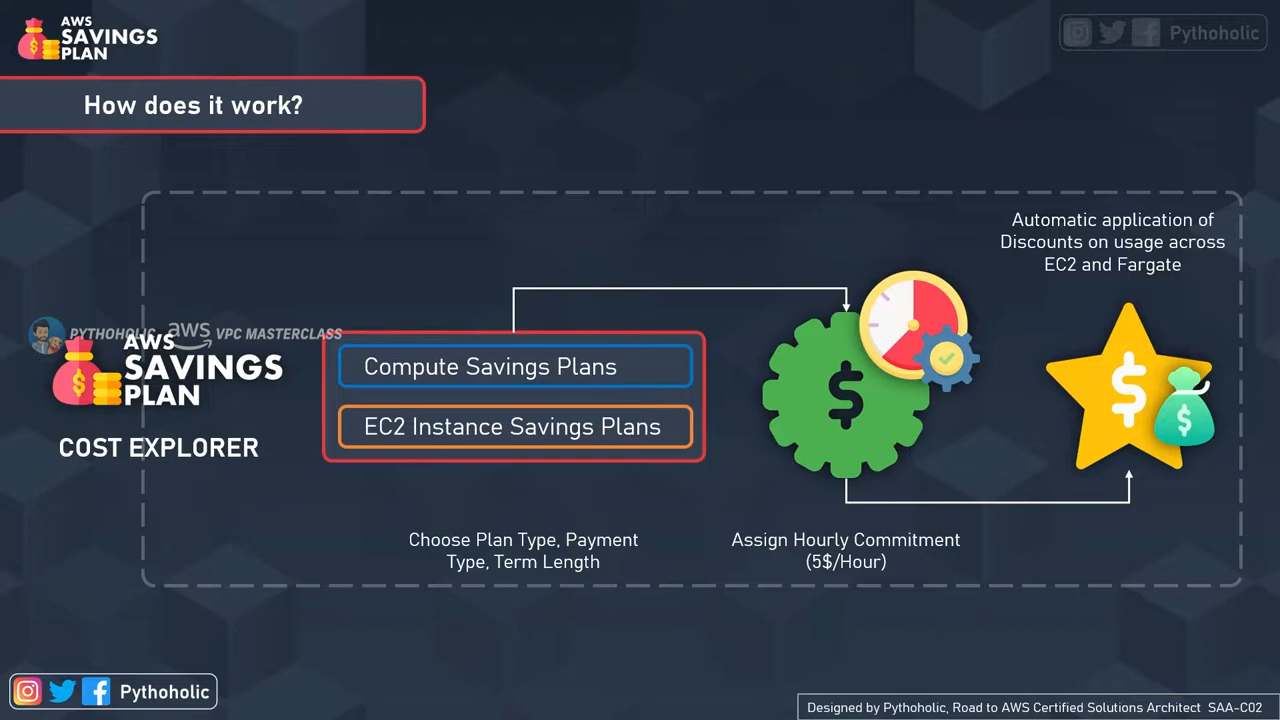 AWS
SAVINGS
PLAN
Pythoholic
How does it work?
Automatic application of
Discounts on usage across
EC2 and Fargate
PYTHOHOLIC aws VPC MASTERCLASS
AWS
SAVINGS
PLAN
COST EXPLORER
Compute Savings Plans
EC2 Instance Savings Plans
$
$
$
Choose Plan Type, Payment
Type, Term Length
Assign Hourly Commitment
(5$/Hour)
Pythoholic
Designed by Pythoholic, Road to AWS Certified Solutions Architect SAA-C02